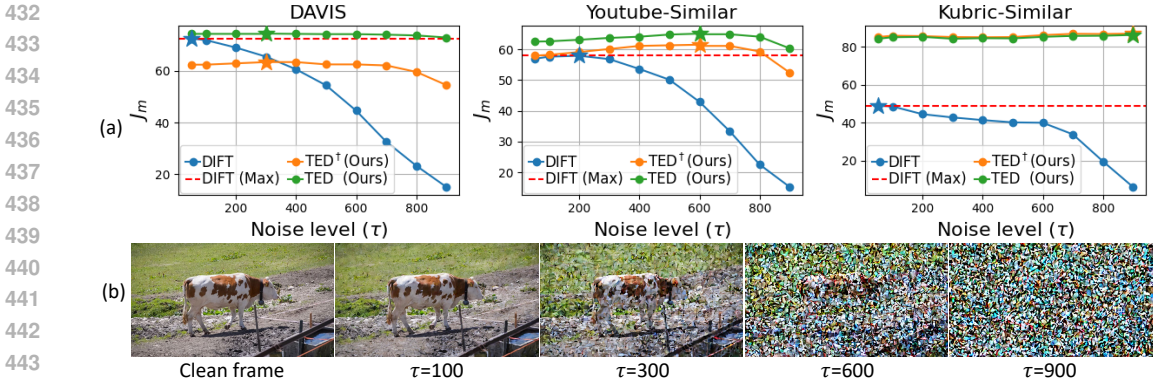 432
433
434
435
436
437
438
439
440
441
442
443
(a)
DAVIS
J_m
60
40
20
DIFT
DIFT (Max)
TED† (Ours)
TED (Ours)
200 400 600 800
Noise level (τ)
Youtube-Similar
J_m
60
50
40
30
20
DIFT
DIFT (Max)
TED† (Ours)
TED (Ours)
200 400 600 800
Noise level (τ)
Kubric-Similar
J_m
80
60
40
20
DIFT
DIFT (Max)
TED† (Ours)
TED (Ours)
200 400 600 800
Noise level (τ)
(b)
Clean frame
τ=100
τ=300
τ=600
τ=900